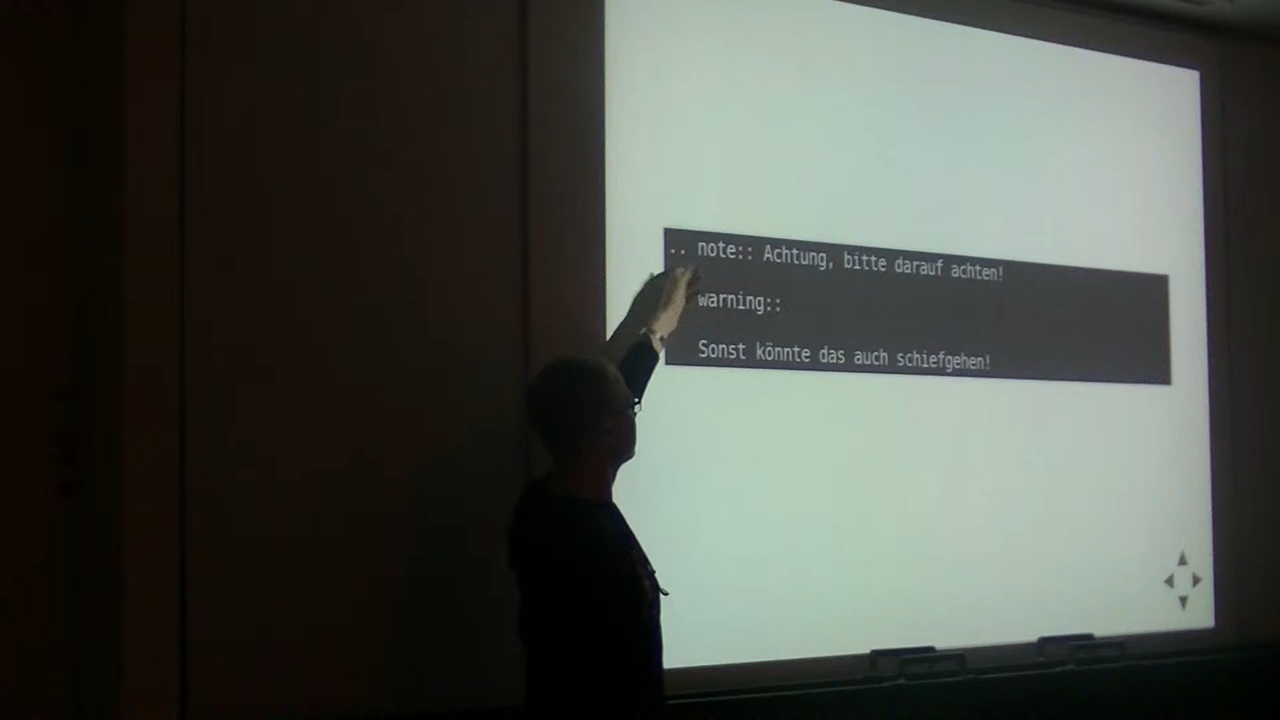 .. note:: Achtung, bitte darauf achten!
warning::
Sonst könnte das auch schiefgehen!